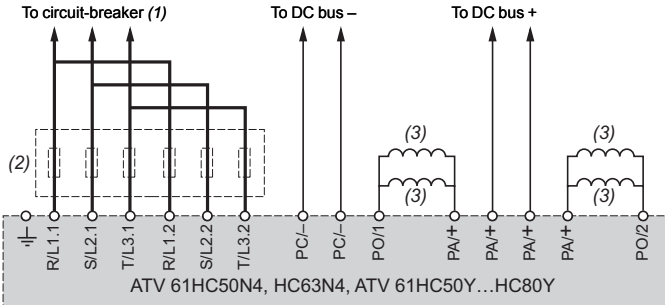 To circuit-breaker (1) To DC bus – To DC bus +
(3) (3)
(2)
(3) (3)
R/L1.1 S/L2.1 T/L3.1 R/L1.2 S/L2.2 T/L3.2 PC/– PC/– PO/1 PA/+ PA/+ PA/+ PA/+ PO/2
ATV 61HC50N4, HC63N4, ATV 61HC50Y…HC80Y